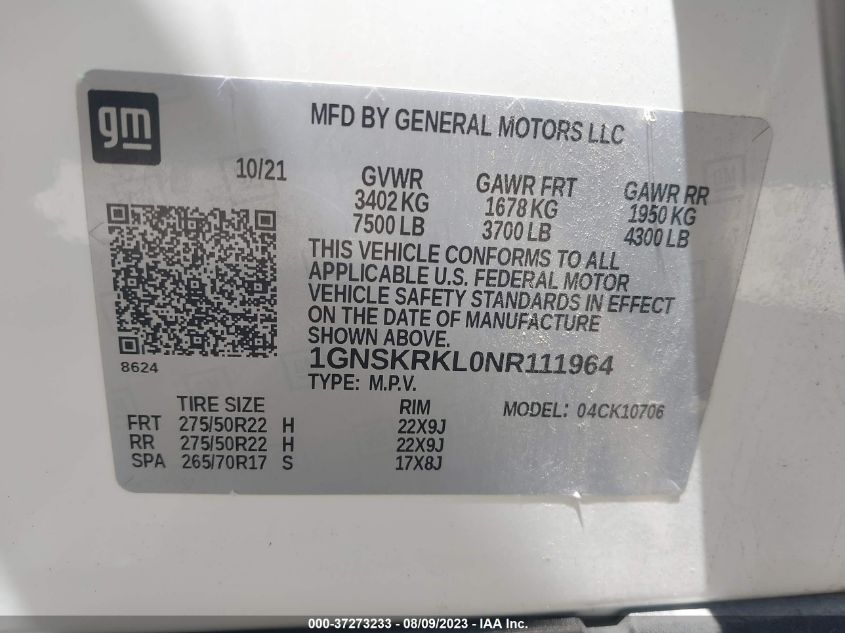 gm
MFD BY GENERAL MOTORS LLC
10/21
GVWR GAWR FRT GAWR RR
3402 KG 1678 KG 1950 KG
7500 LB 3700 LB 4300 LB
THIS VEHICLE CONFORMS TO ALL
APPLICABLE U.S. FEDERAL MOTOR
VEHICLE SAFETY STANDARDS IN EFFECT
ON THE DATE OF MANUFACTURE
SHOWN ABOVE.
1GNSKRKL0NR111964
8624
TYPE: M.P.V.
TIRE SIZE RIM MODEL: 04CK10706
FRT 275/50R22 H 22X9J
RR 275/50R22 H 22X9J
SPA 265/70R17 S 17X8J
000-37273233 - 08/09/2023 - IAA Inc.